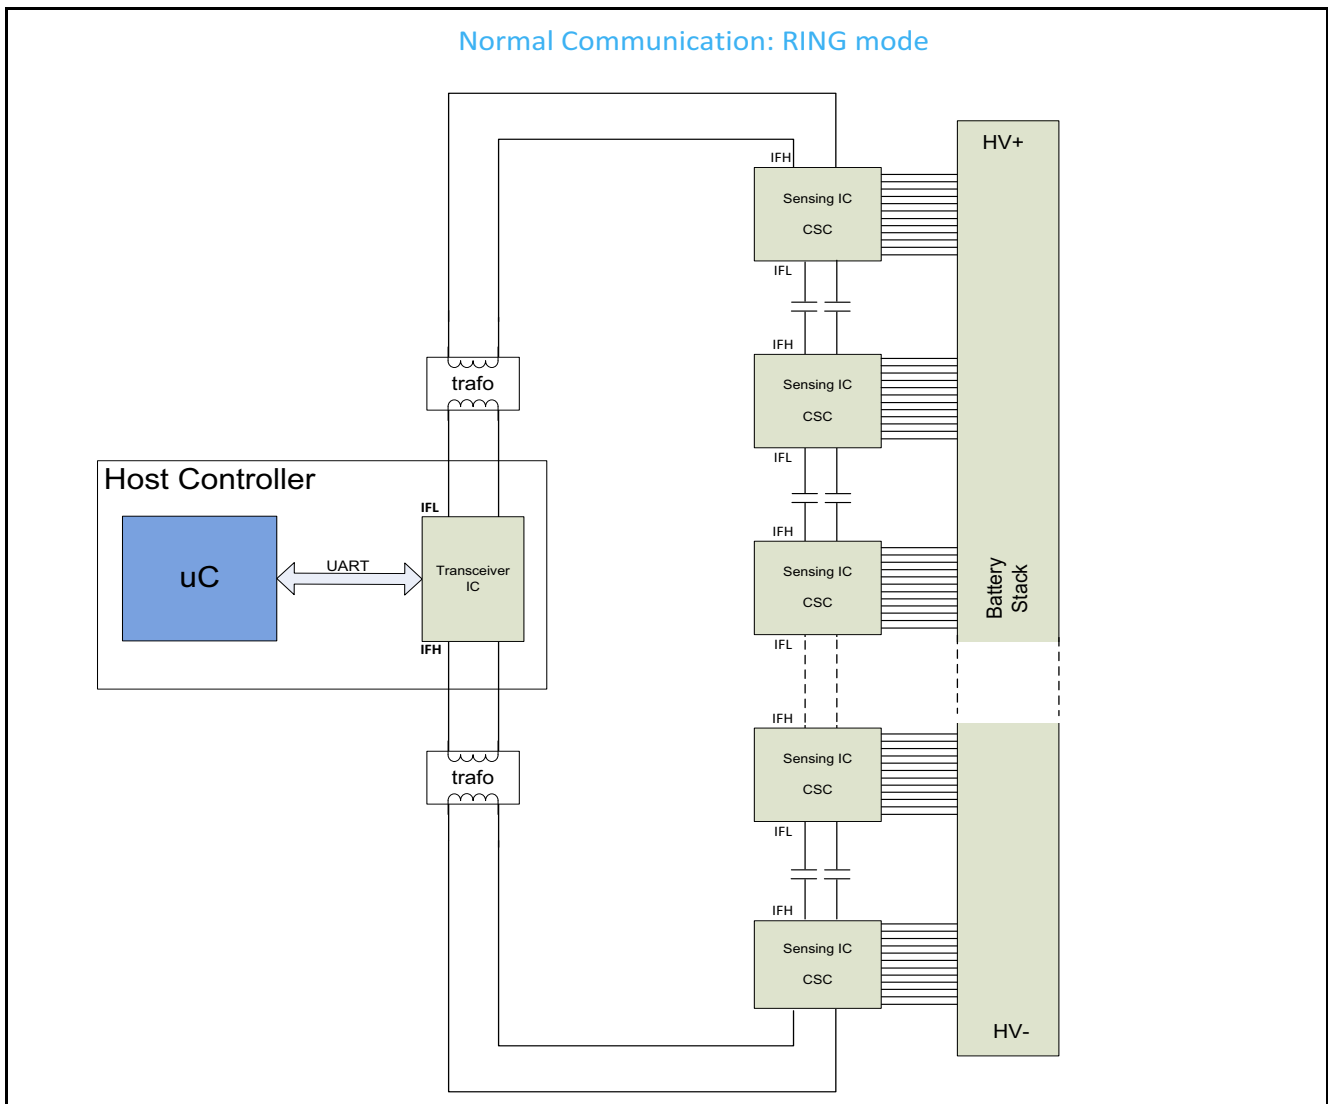 Normal Communication: RING mode
HV+
IFH
Sensing IC
CSC
IFL
IFH
Sensing IC
CSC
IFL
trafo
Host Controller
uC
UART
IFL
Transceiver
IC
IFH
IFH
Sensing IC
CSC
IFL
Battery
Stack
trafo
IFH
Sensing IC
CSC
IFL
IFH
Sensing IC
CSC
HV-